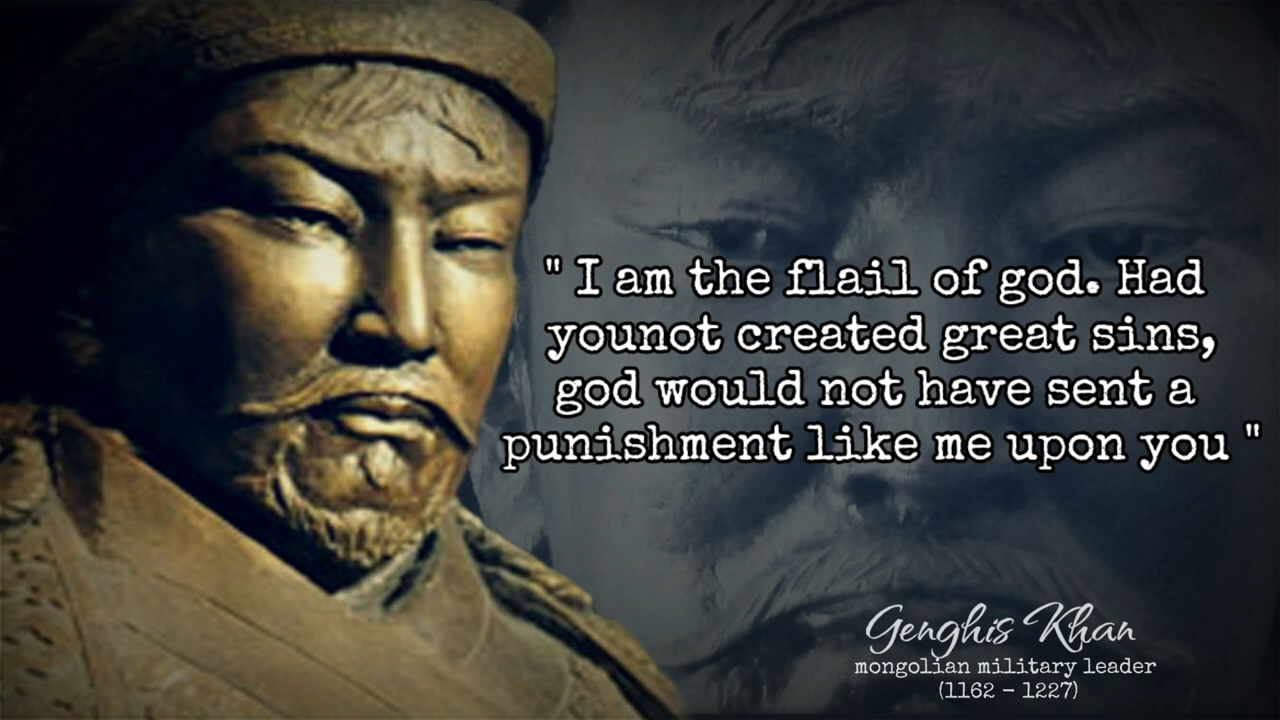 " I am the flail of god. Had
younot created great sins,
god would not have sent a
punishment like me upon you "
Genghis Khan
mongolian military leader
(1162 - 1227)